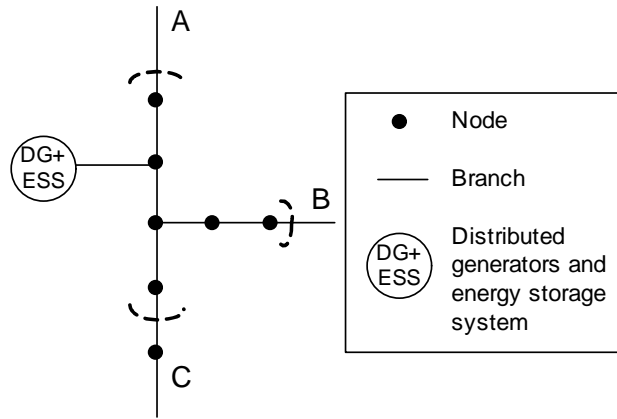 A
DG+
ESS
B
C
Node
Branch
DG+
ESS
Distributed
generators and
energy storage
system